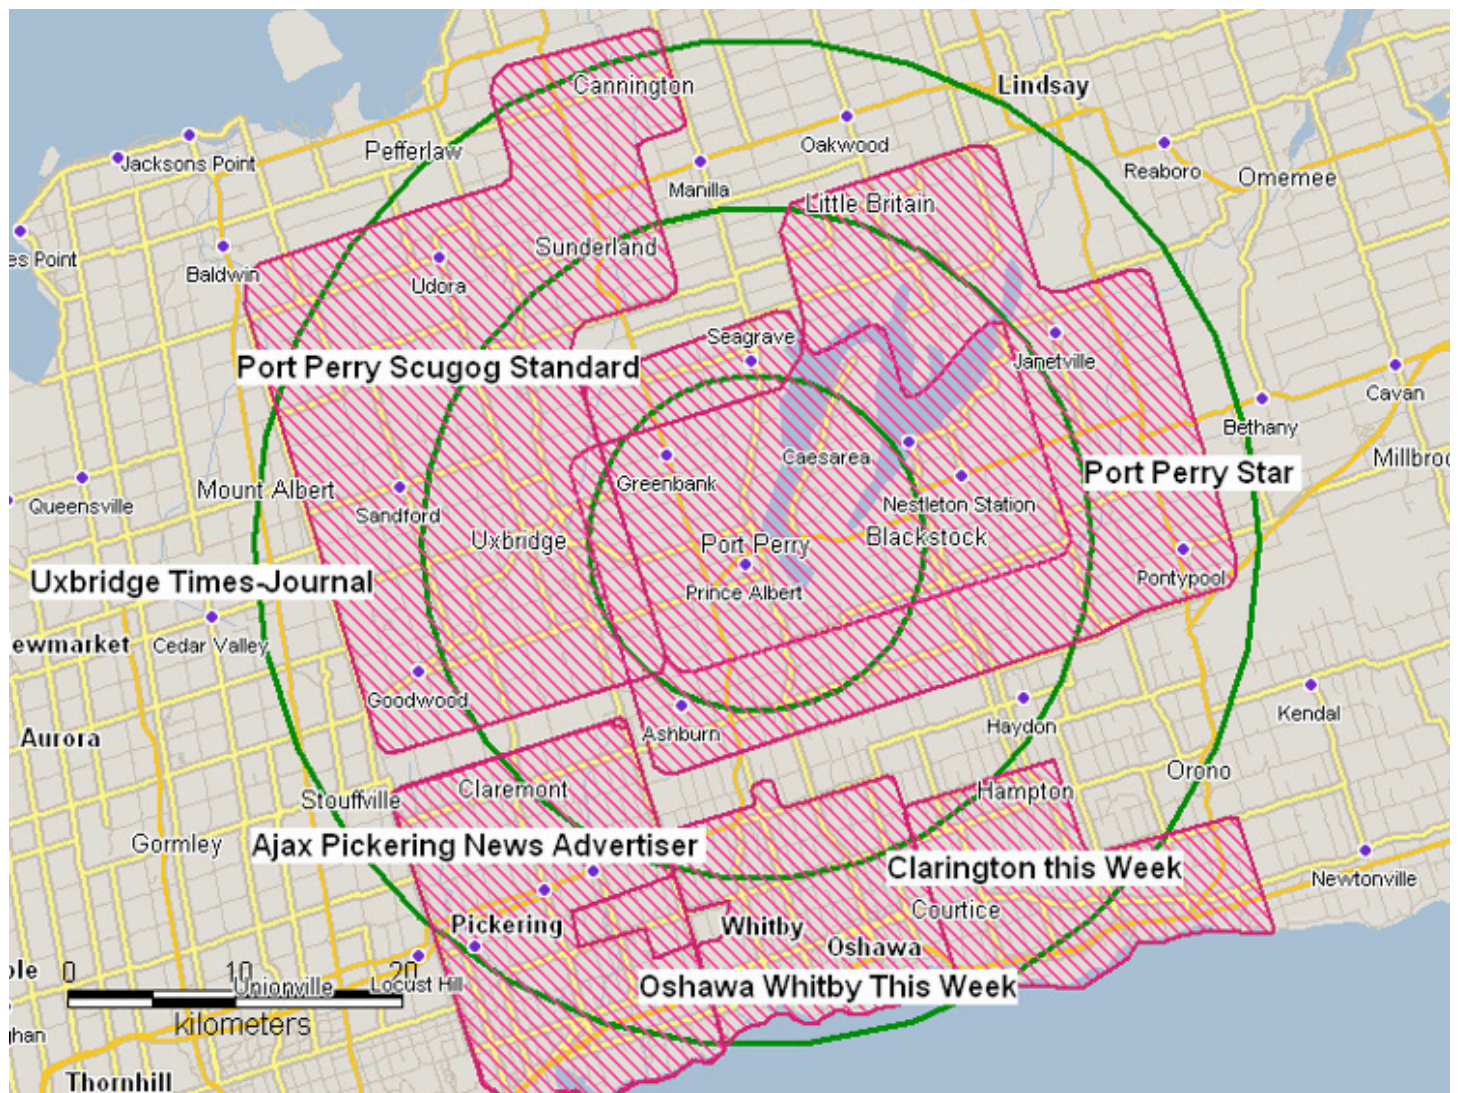 Cannington
Lindsay
Pefferlaw
Oakwood
Jacksons Point
Reaboro
Omemee
Manilla
Little Britain
Sunderland
es Point
Baldwin
Udora
Seagrave
Janetville
Port Perry Scugog Standard
Cavan
Bethany
Caesarea
Millbroo
Port Perry Star
Greenbank
Mount Albert
Queensville
Sandford
Nestleton Station
Uxbridge
Port Perry
Blackstock
Uxbridge Times-Journal
Pontypool
Prince Albert
ewmarket
Cedar Valley
Goodwood
Kendal
Haydon
Ashburn
Aurora
Orono
Claremont
Hampton
Stouffville
Gormley
Ajax Pickering News Advertiser
Clarington this Week
Newtonville
Courtice
Pickering
Whitby
Oshawa
ole
0 10 20
Unionville
Locust Hill
Oshawa Whitby This Week
kilometers
ghan
Thornhill